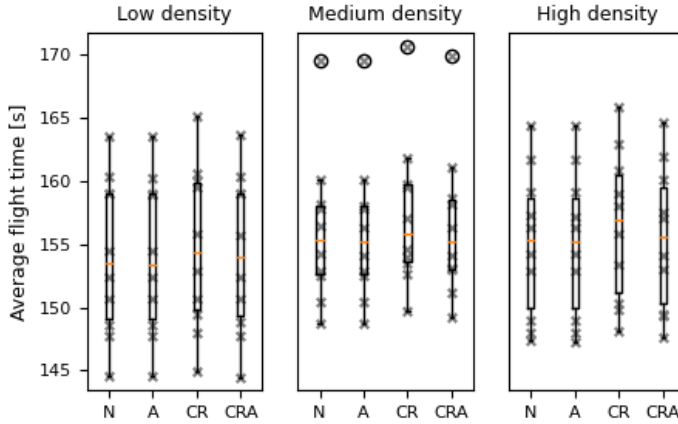 Low density
Medium density
High density
Average flight time [s]
170
165
160
155
150
145
N A CR CRA
N A CR CRA
N A CR CRA